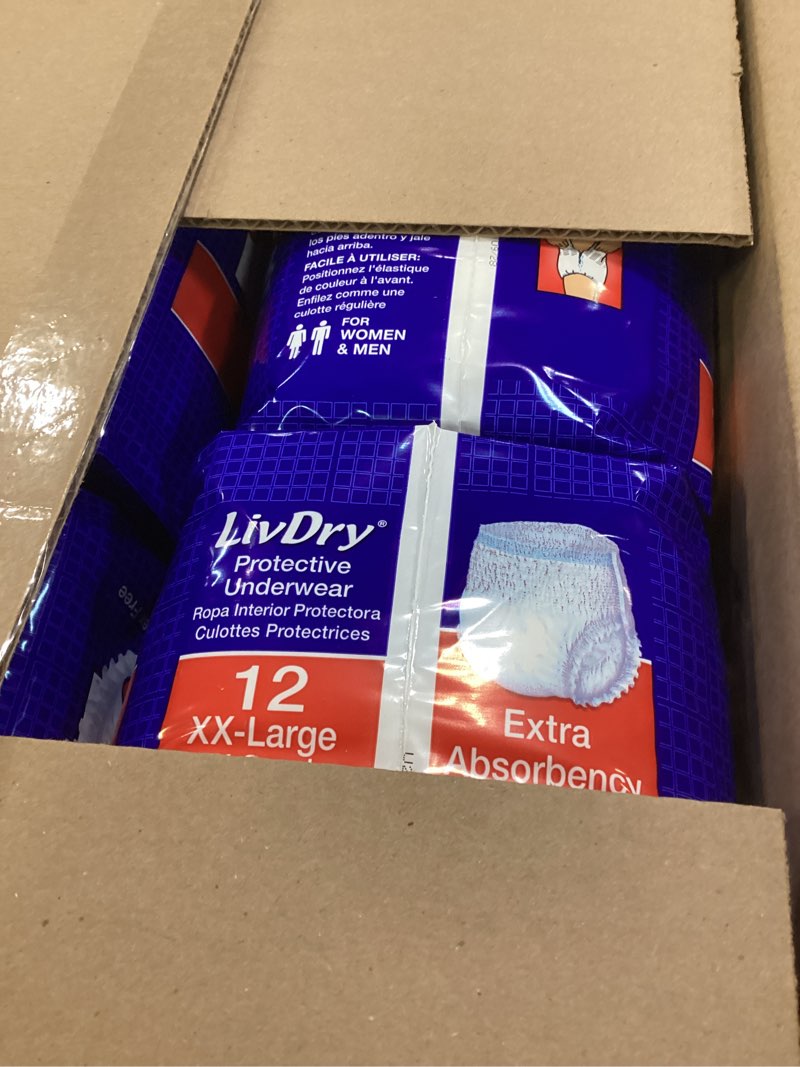 los pies adentro y jale
hacia arriba.
FACILE À UTILISER:
Positionnez l'élastique
de couleur à l'avant.
Enfilez comme une
culotte régulière
FOR
WOMEN
& MEN
LivDry®
Protective
Underwear
Ropa Interior Protectora
Culottes Protectrices
12
XX-Large
Extra
Absorbency